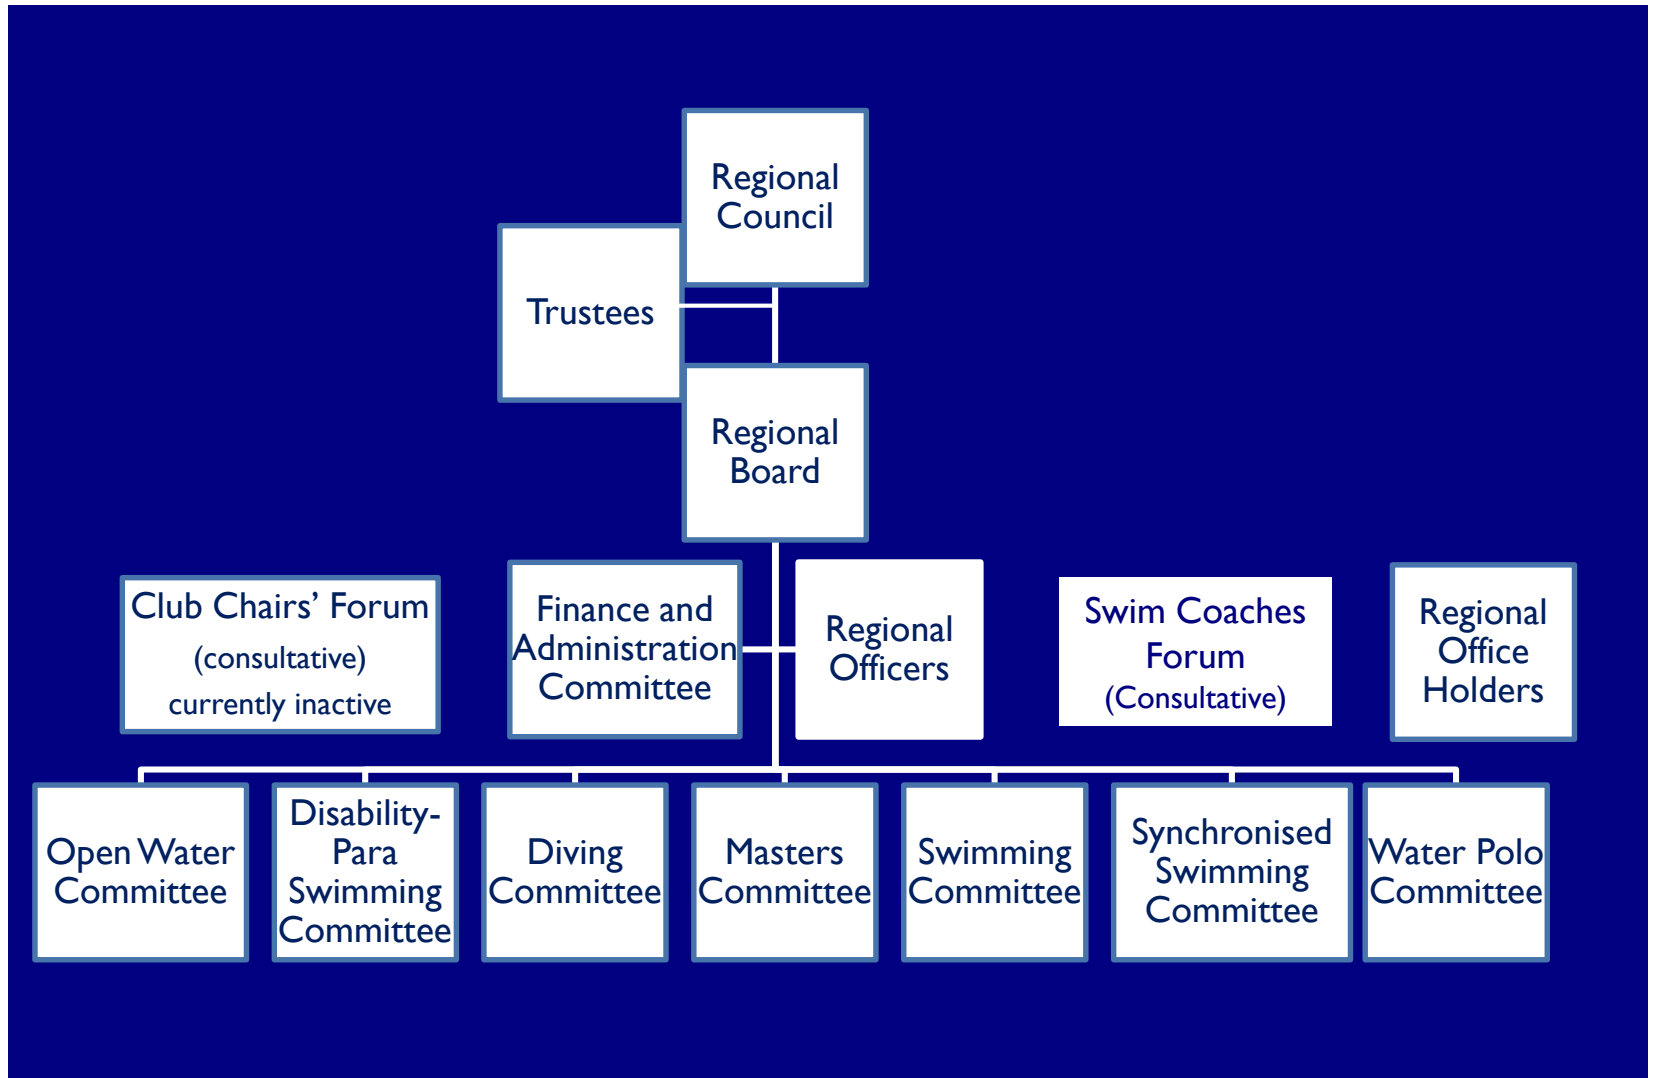 Regional
Council
Trustees
Regional
Board
Club Chairs’ Forum
(consultative)
currently inactive
Finance and
Administration
Committee
Regional
Officers
Swim Coaches
Forum
(Consultative)
Regional
Office
Holders
Open Water
Committee
Disability-
Para
Swimming
Committee
Diving
Committee
Masters
Committee
Swimming
Committee
Synchronised
Swimming
Committee
Water Polo
Committee